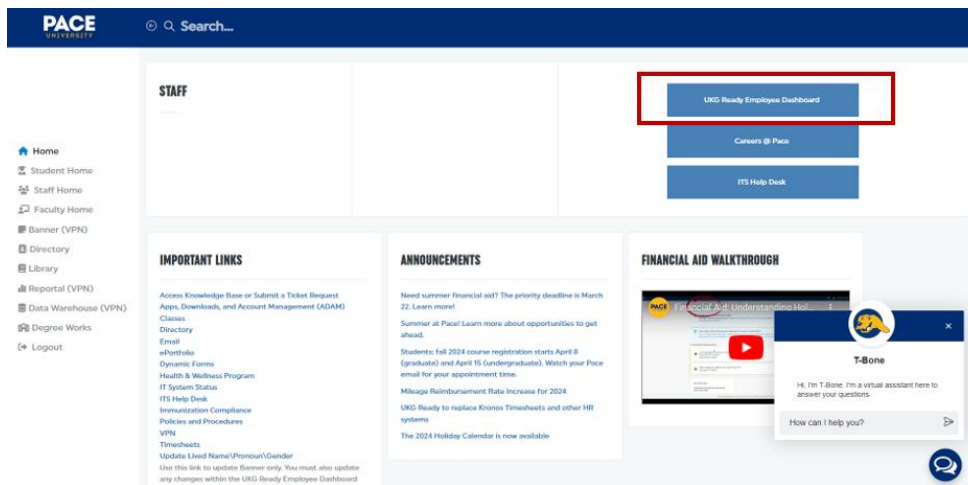 PACE
UNIVERSITY
Search...
Home
Student Home
Staff Home
Faculty Home
Banner (VPN)
Directory
Library
Reportal (VPN)
Data Warehouse (VPN)
Degree Works
Logout
STAFF
UKG Ready Employee Dashboard
Careers @ Pace
ITS Help Desk
IMPORTANT LINKS
Access Knowledge Base or Submit a Ticket Request
Apps, Downloads, and Account Management (ADAM)
Classes
Directory
Email
ePortfolio
Dynamic Forms
Health & Wellness Program
IT System Status
ITS Help Desk
Immunization Compliance
Policies and Procedures
VPN
Timesheets
Update Lived Name\Pronoun\Gender
Use this link to update Banner only. You must also update
any changes within the UKG Ready Employee Dashboard
ANNOUNCEMENTS
Need summer financial aid? The priority deadline is March
22. Learn more!
Summer at Pace! Learn more about opportunities to get
ahead.
Students: fall 2024 course registration starts April 8
(graduate) and April 15 (undergraduate). Watch your Pace
email for your appointment time.
Mileage Reimbursement Rate Increase for 2024
UKG Ready to replace Kronos Timesheets and other HR
systems
The 2024 Holiday Calendar is now available
FINANCIAL AID WALKTHROUGH
PACE
Financial Aid: Understanding Hol...
T-Bone
Hi, I'm T-Bone. I'm a virtual assistant here to
answer your questions.
How can I help you?